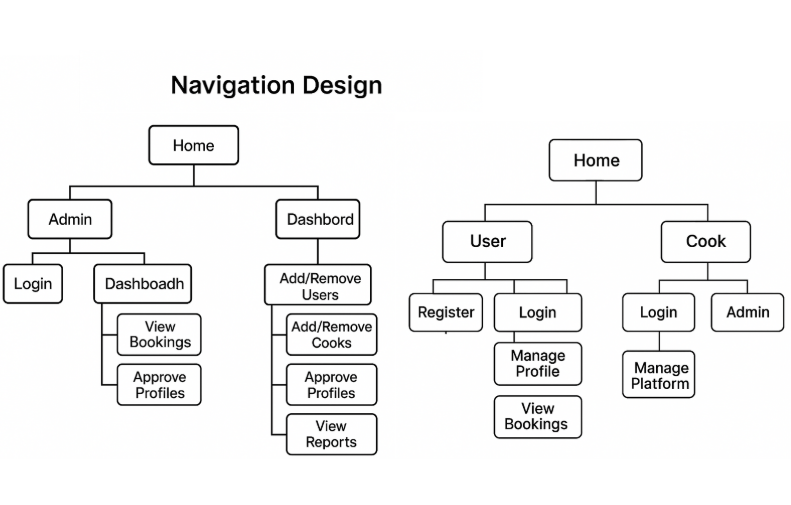 Navigation Design
Home
Admin
Dashbord
Login
Dashboadh
View
Bookings
Approve
Profiles
Add/Remove
Users
Add/Remove
Cooks
Approve
Profiles
View
Reports
Home
User
Cook
Register
Login
Manage
Profile
View
Bookings
Login
Admin
Manage
Platform